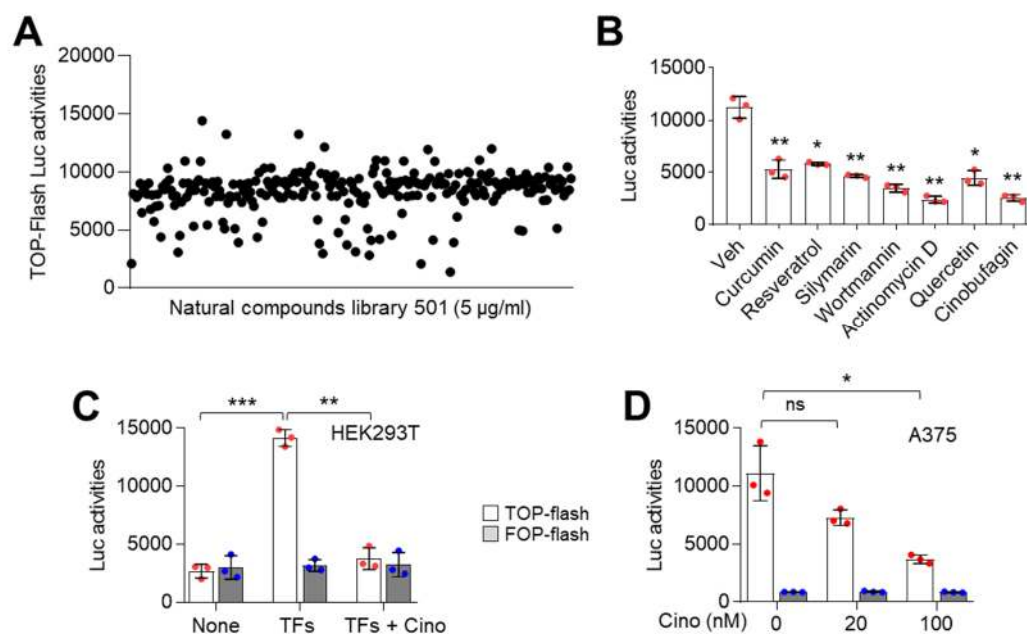 A
20000
15000
10000
5000
0
TOP-Flash Luc activities
Natural compounds library 501 (5 µg/ml)
B
15000
10000
5000
0
Luc activities
**
*
**
**
**
*
**
Veh
Curcumin
Resveratrol
Silymarin
Wortmannin
Actinomycin D
Quercetin
Cinobufagin
C
***
**
HEK293T
15000
10000
5000
0
Luc activities
None
TFs
TFs + Cino
TOP-flash
FOP-flash
D
*
ns
A375
15000
10000
5000
0
Luc activities
Cino (nM)
0
20
100